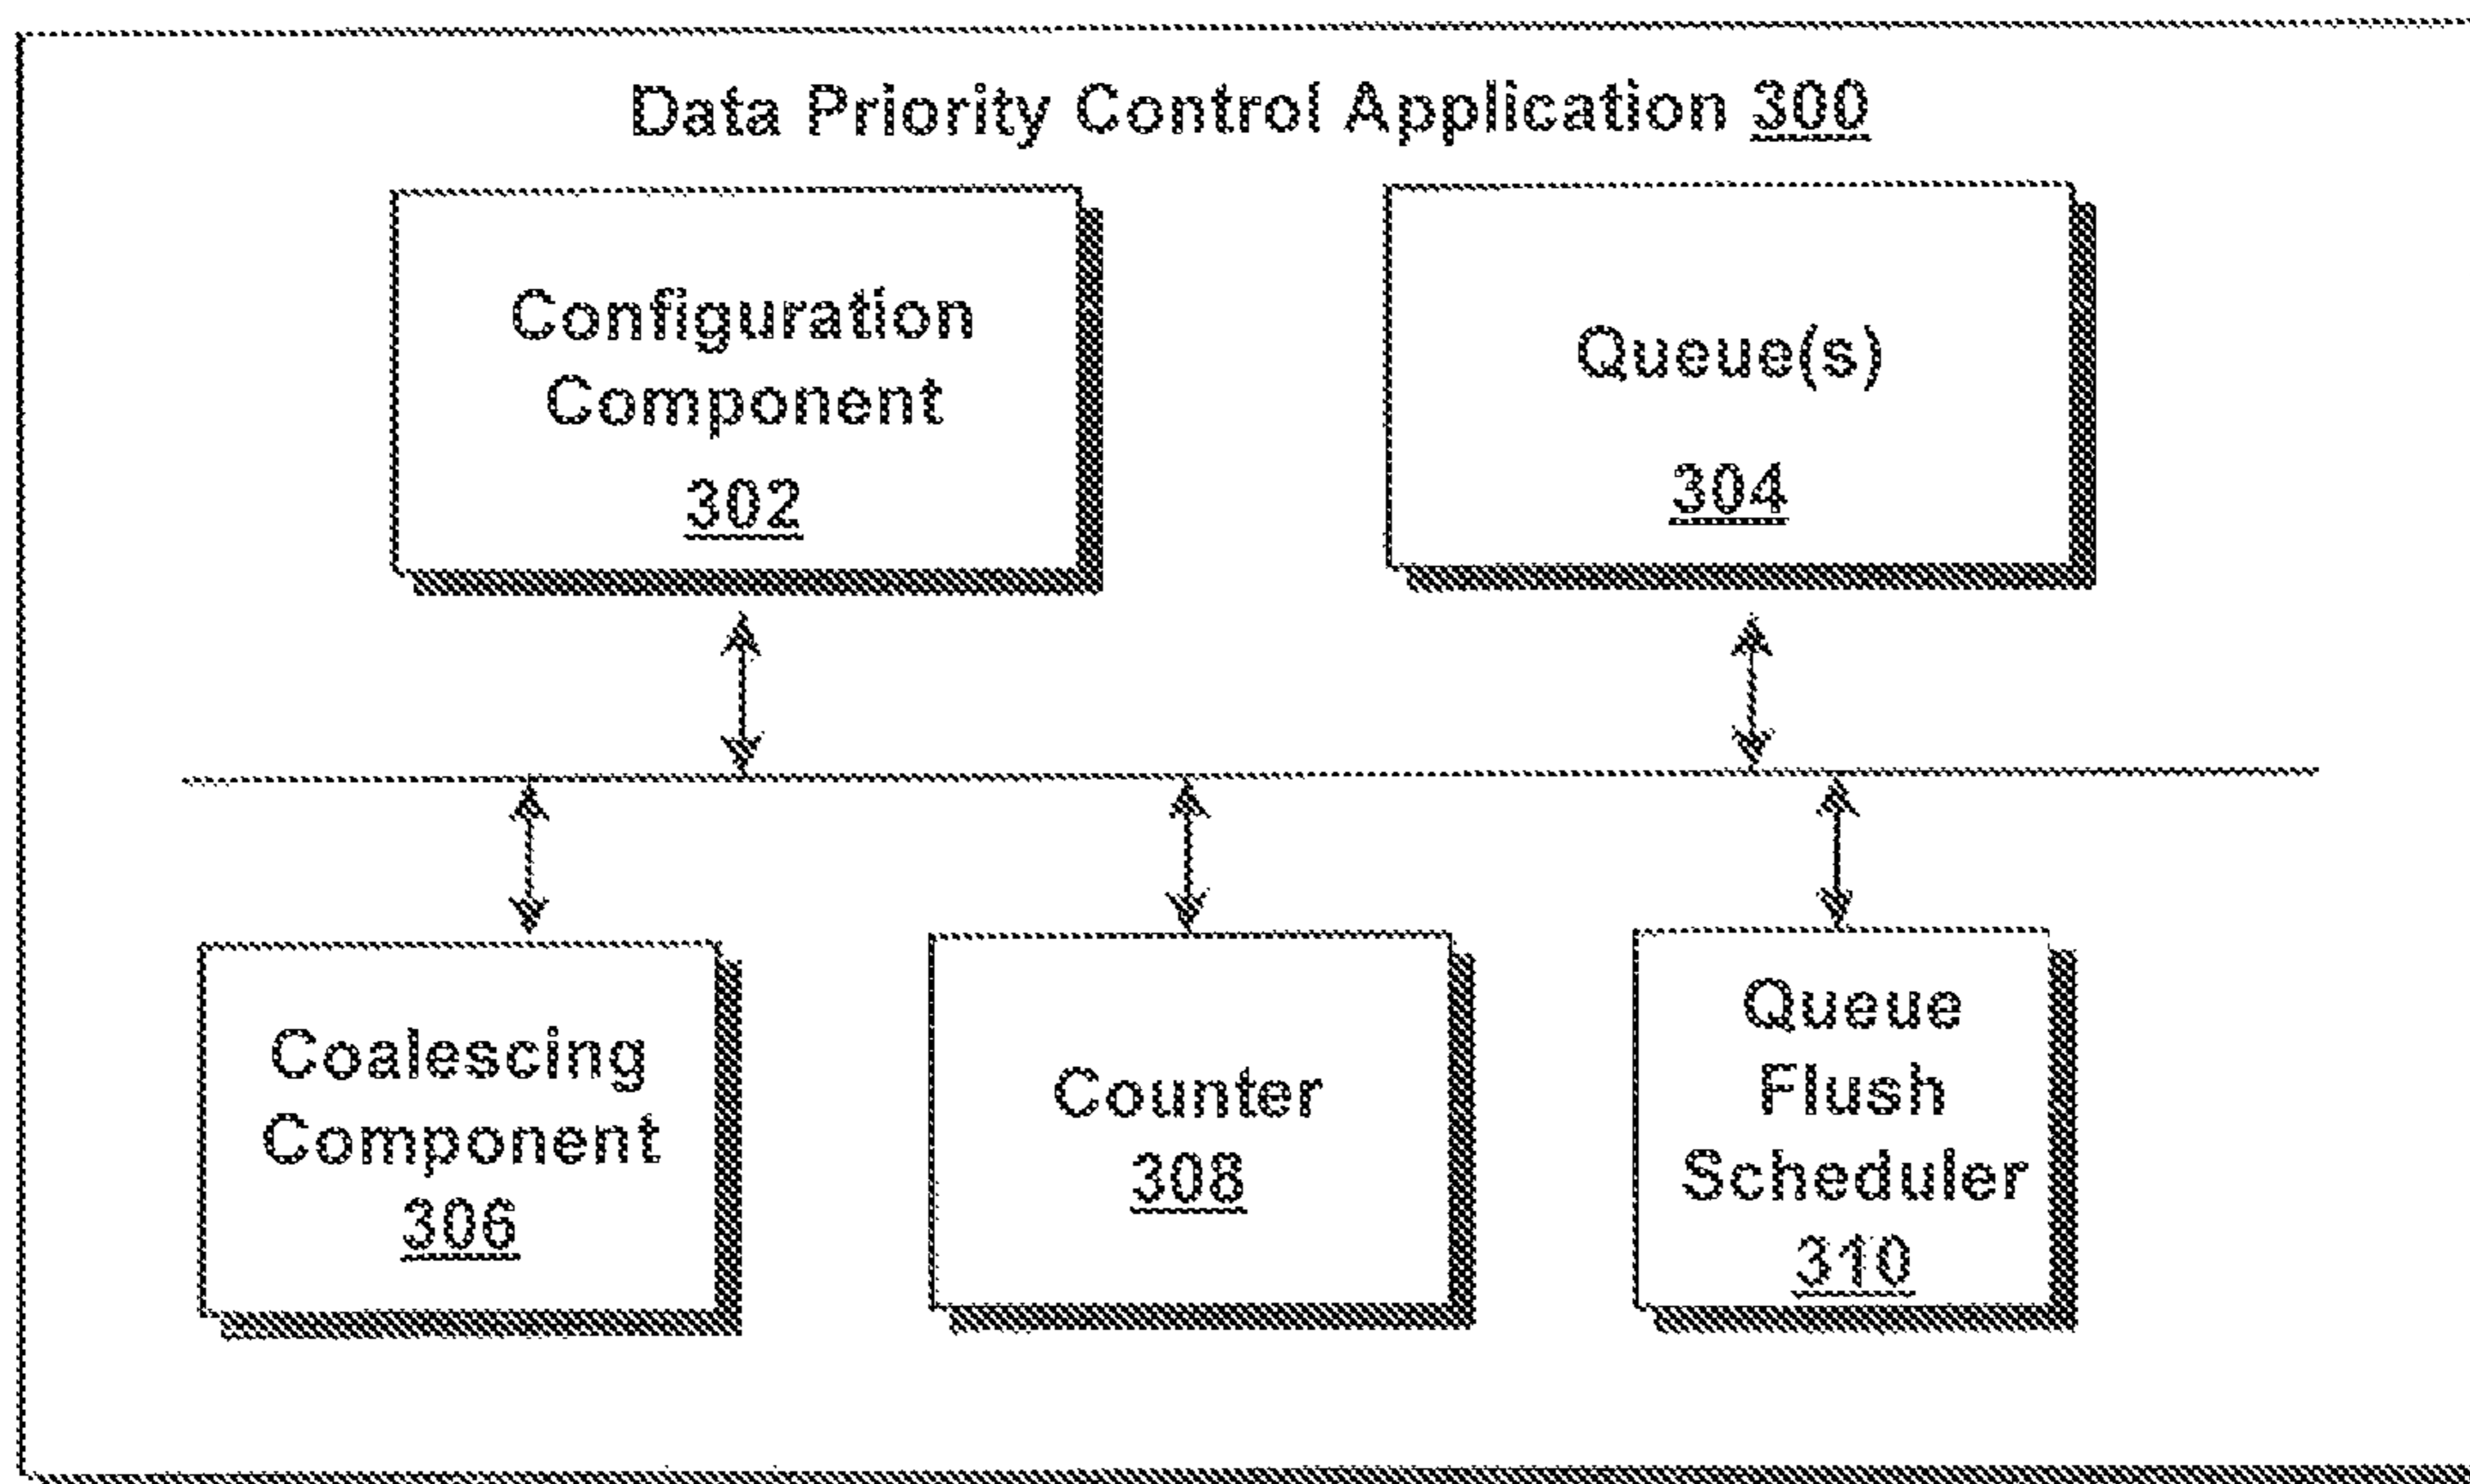 Data Priority Control Application 300
Configuration
Component
302
Queue(s)
304
Coalescing
Component
306
Counter
308
Queue
Flush
Scheduler
310